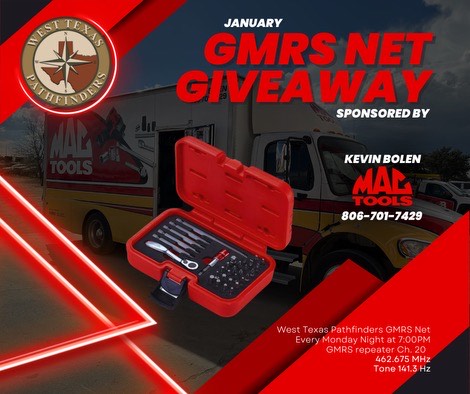 WEST TEXAS
PATHFINDERS
JANUARY
GMRS NET
GIVEAWAY
SPONSORED BY
KEVIN BOLEN
MAC
TOOLS
806-701-7429
MAC
TOOLS
West Texas Pathfinders GMRS Net
Every Monday Night at 7:00PM
GMRS repeater Ch. 20
462.675 MHz
Tone 141.3 Hz